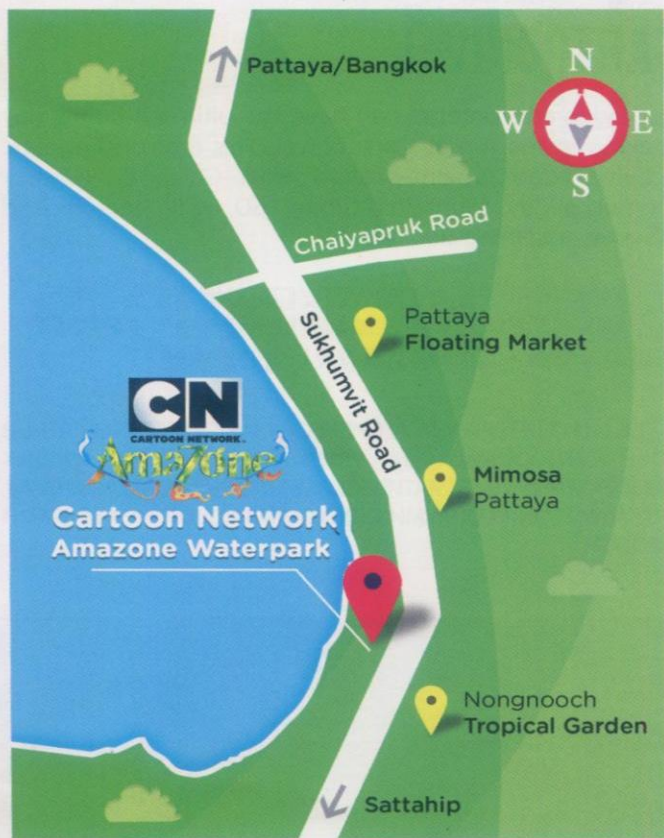 Pattaya/Bangkok
N
W E
S
Chaiyapruk Road
Pattaya
Floating Market
Sukhumvit Road
CN
CARTOON NETWORK™
Amazone
Cartoon Network
Amazone Waterpark
Mimosa
Pattaya
Nongnooch
Tropical Garden
Sattahip